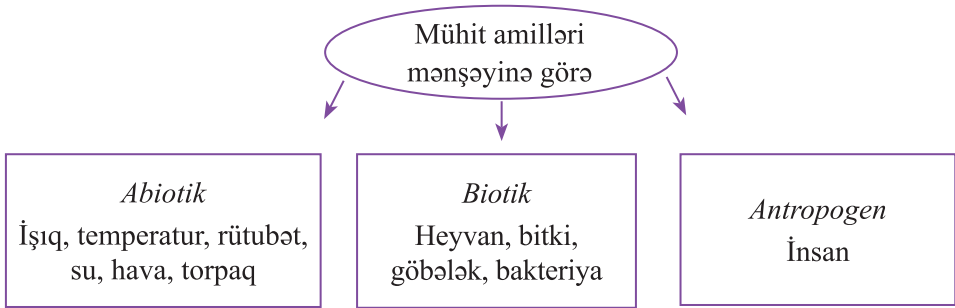 Mühit amilləri
mənşəyinə görə
Abiotik
İşıq, temperatur, rütubət,
su, hava, torpaq
Biotik
Heyvan, bitki,
göbələk, bakteriya
Antropogen
İnsan